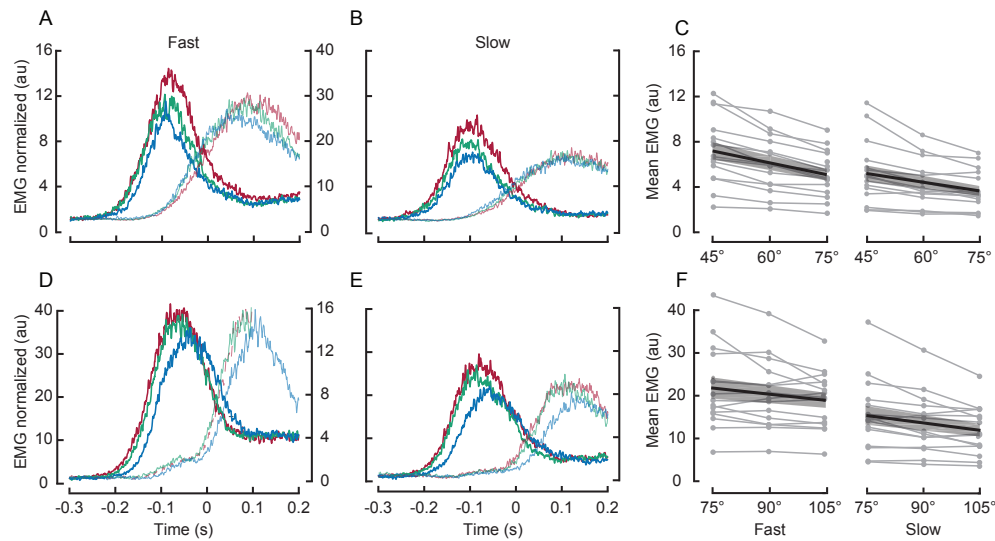 A
Fast
B
Slow
C
EMG normalized (au)
16
12
8
4
0
40
30
20
10
0
Mean EMG (au)
16
12
8
4
0
45° 60° 75° 45° 60° 75°
D
E
F
EMG normalized (au)
40
30
20
10
0
16
12
8
4
0
Mean EMG (au)
40
30
20
10
0
-0.3 -0.2 -0.1 0 0.1 0.2
Time (s)
-0.3 -0.2 -0.1 0 0.1 0.2
Time (s)
75° 90° 105° 75° 90° 105°
Fast Slow